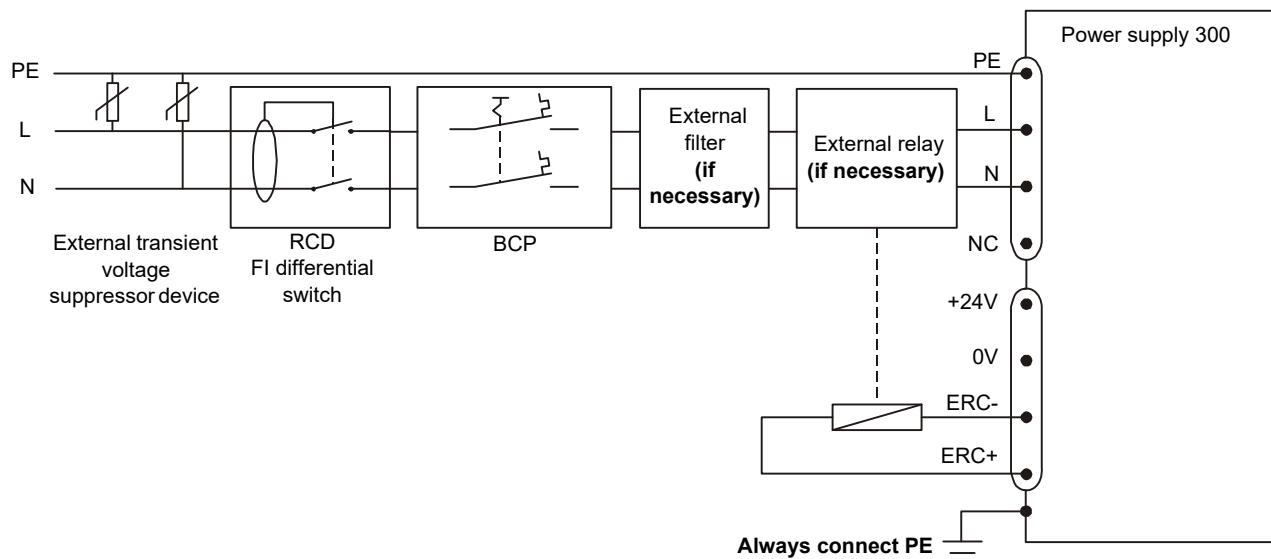 Power supply 300
PE
PE
L
L
N
N
NC
External
filter
(if
necessary)
External relay
(if necessary)
External transient
voltage
suppressor device
RCD
FI differential
switch
BCP
+24V
0V
ERC-
ERC+
Always connect PE